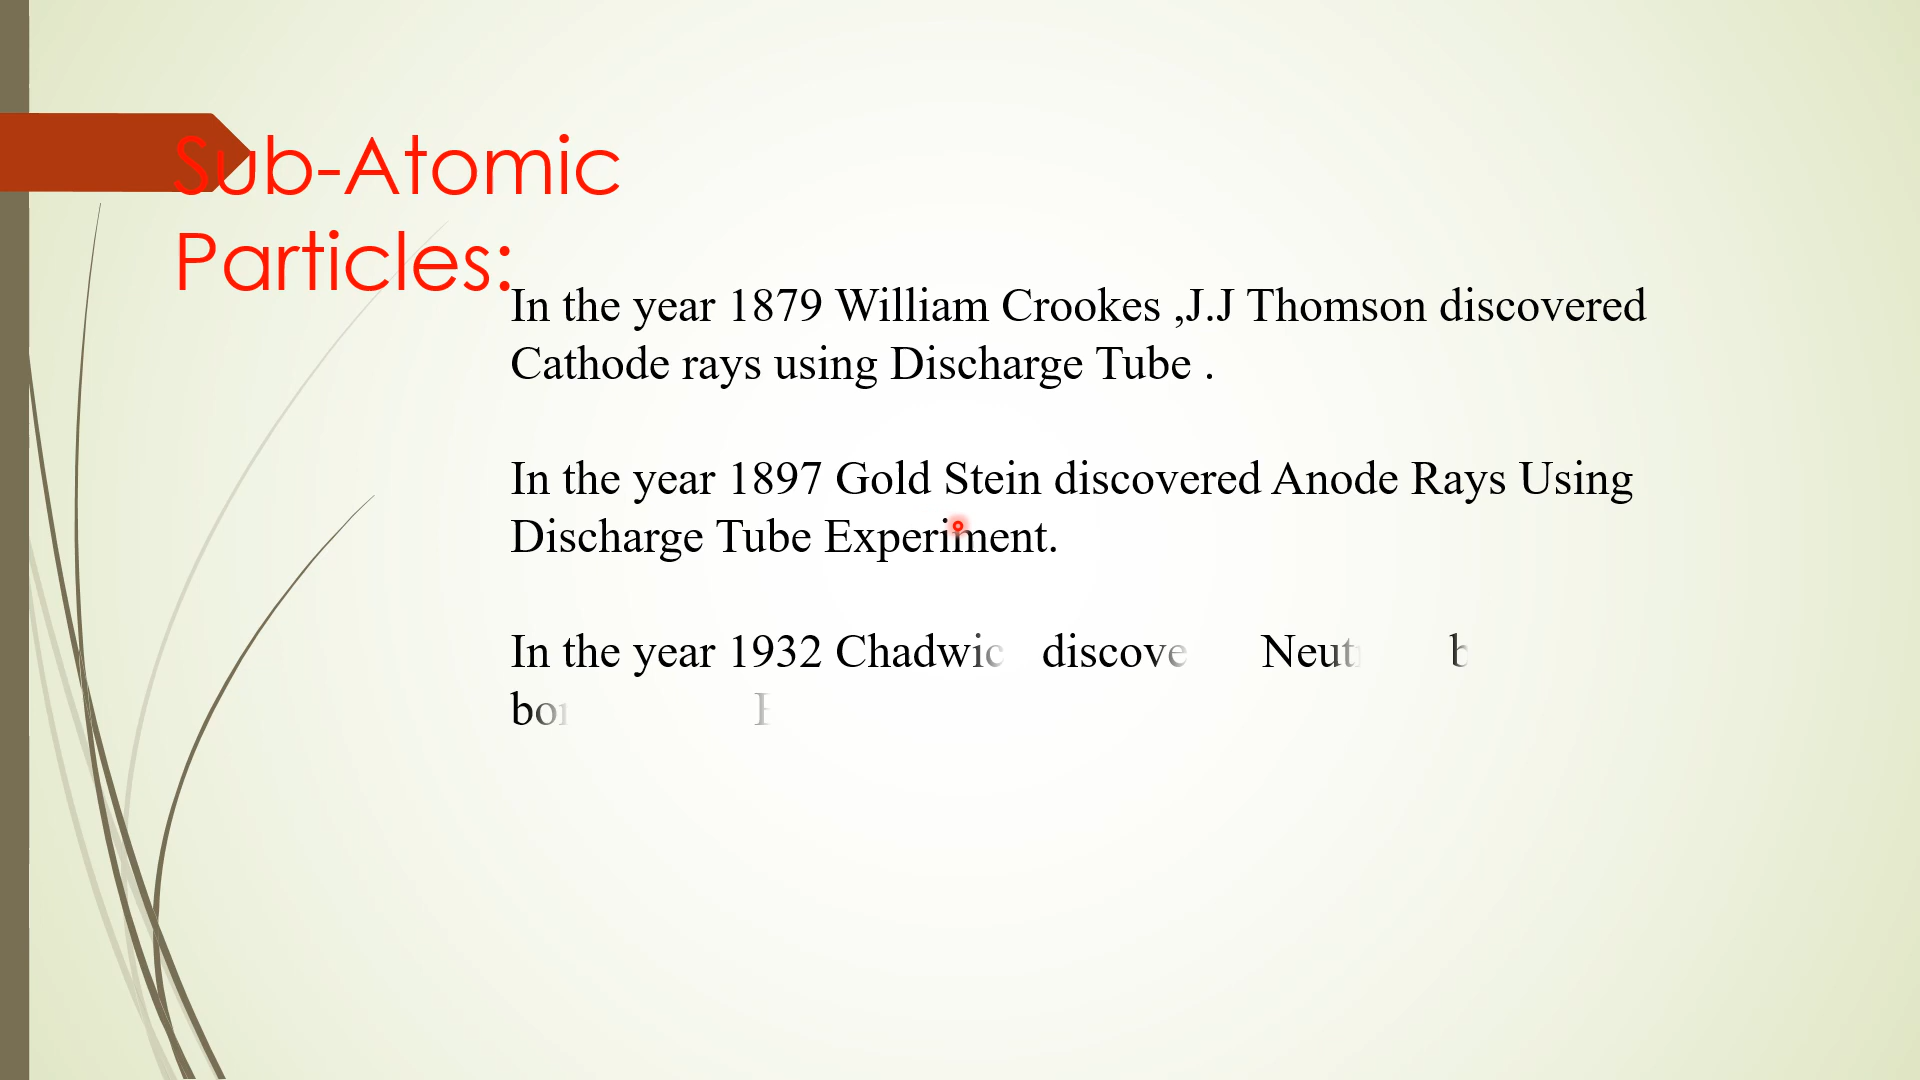 Sub-Atomic
Particles:
In the year 1879 William Crookes ,J.J Thomson discovered
Cathode rays using Discharge Tube .
In the year 1897 Gold Stein discovered Anode Rays Using
Discharge Tube Experiment.
In the year 1932